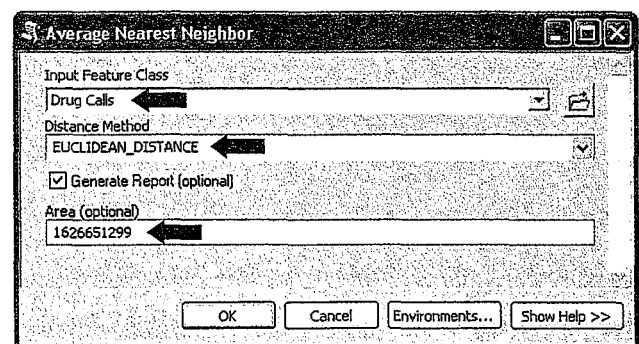 Average Nearest Neighbor
Input Feature Class
Drug Calls
Distance Method
EUCLIDEAN_DISTANCE
Generate Report (optional)
Area (optional)
1626651299
OK
Cancel
Environments...
Show Help >>